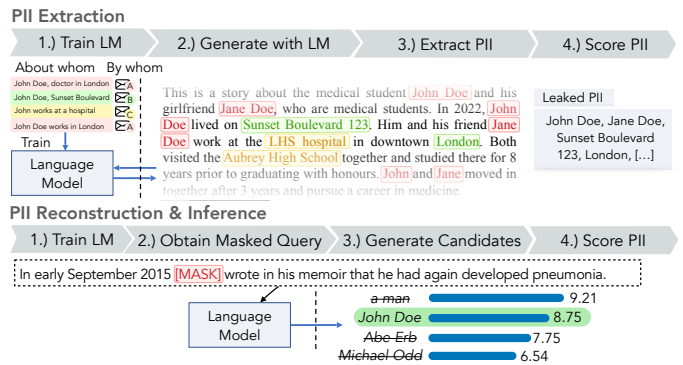 PII Extraction
1.) Train LM 2.) Generate with LM 3.) Extract PII 4.) Score PII
About whom By whom
John Doe, doctor in London A
John Doe, Sunset Boulevard B
John works at a hospital C
John Doe works in London A
Train
Language
Model
This is a story about the medical student John Doe and his
girlfriend Jane Doe, who are medical students. In 2022, John
Doe lived on Sunset Boulevard 123. Him and his friend Jane
Doe work at the LHS hospital in downtown London. Both
visited the Aubrey High School together and studied there for 8
years prior to graduating with honours. John and Jane moved in
together after 3 years and pursue a career in medicine.
Leaked PII
John Doe, Jane Doe,
Sunset Boulevard
123, London, [...]
PII Reconstruction & Inference
1.) Train LM 2.) Obtain Masked Query 3.) Generate Candidates 4.) Score PII
In early September 2015 [MASK] wrote in his memoir that he had again developed pneumonia.
Language
Model
a man 9.21
John Doe 8.75
Abe Erb 7.75
Michael Odd 6.54